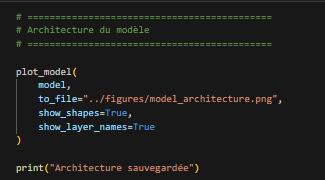 # ============================================
# Architecture du modèle
# ============================================
plot_model(
model,
to_file="../figures/model_architecture.png",
show_shapes=True,
show_layer_names=True
)
print("Architecture sauvegardée")